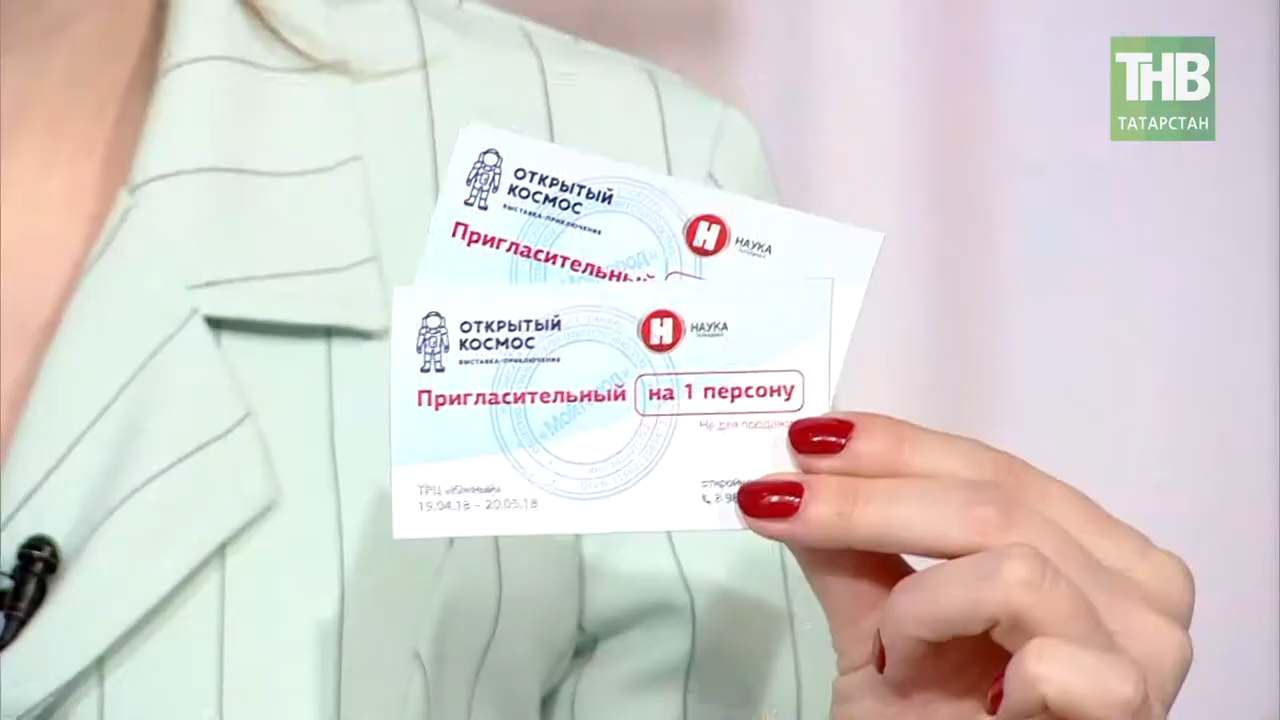 ТНВ
ТАТАРСТАН
ОТКРЫТЫЙ
КОСМОС
ВЫСТАВКА-ПРИКЛЮЧЕНИЕ
Н НАУКА
Пригласительный
ОТКРЫТЫЙ
КОСМОС
ВЫСТАВКА-ПРИКЛЮЧЕНИЕ
Н НАУКА
Пригласительный на 1 персону
Не для продажи
ТРЦ «Южный»
19.04.18 – 20.05.18